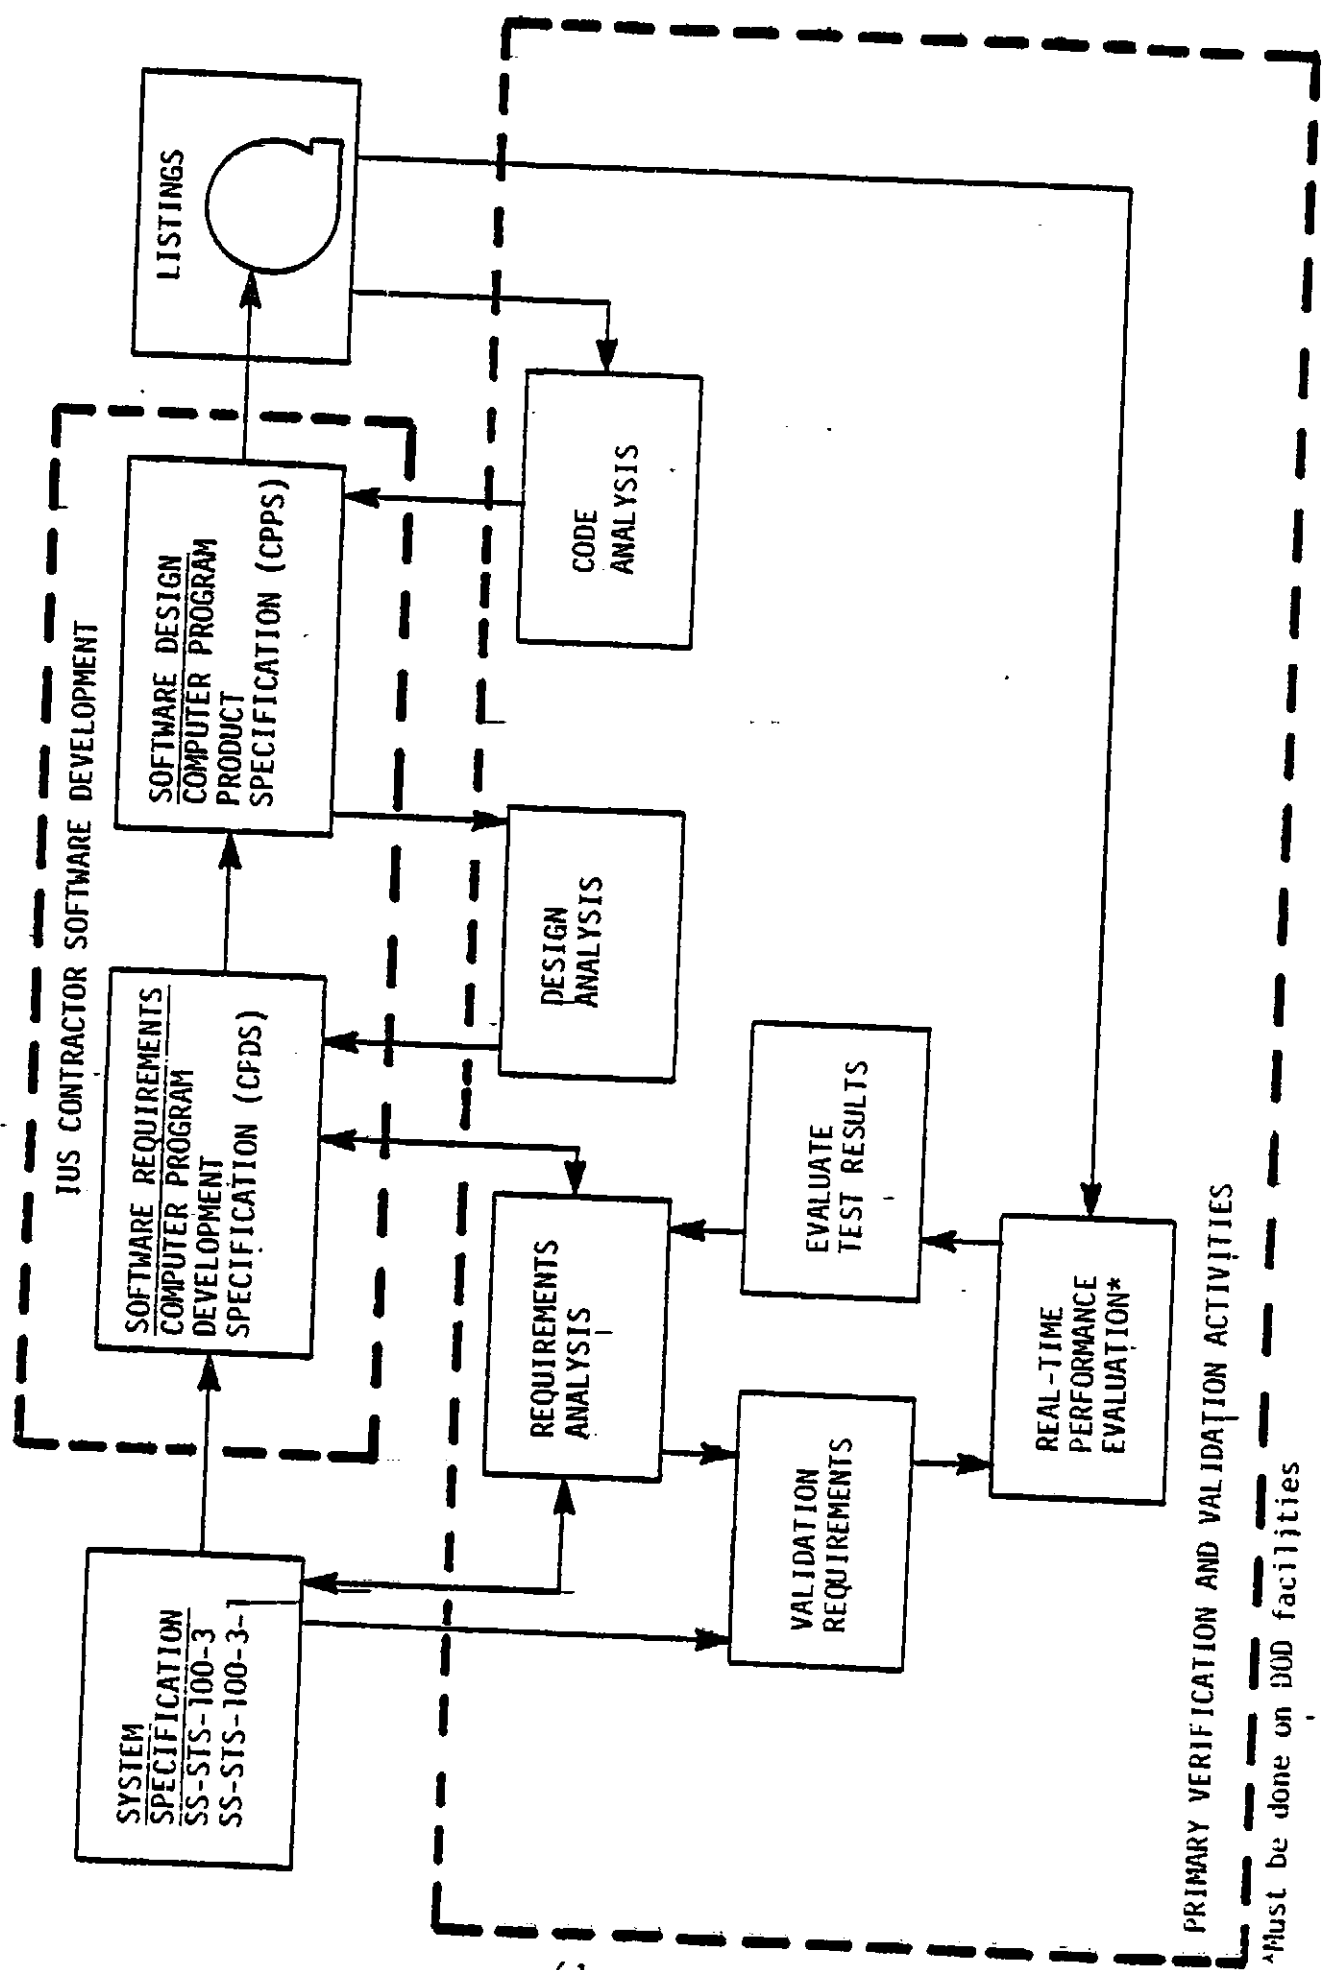 IUS CONTRACTOR SOFTWARE DEVELOPMENT
SYSTEM
SPECIFICATION
SS-STS-100-3
SS-STS-100-3-1
SOFTWARE REQUIREMENTS
COMPUTER PROGRAM
DEVELOPMENT
SPECIFICATION (CPDS)
SOFTWARE DESIGN
COMPUTER PROGRAM
PRODUCT
SPECIFICATION (CPPS)
LISTINGS
REQUIREMENTS
ANALYSIS
DESIGN
ANALYSIS
CODE
ANALYSIS
VALIDATION
REQUIREMENTS
EVALUATE
TEST RESULTS
REAL-TIME
PERFORMANCE
EVALUATION*
PRIMARY VERIFICATION AND VALIDATION ACTIVITIES
*Must be done on DOD facilities